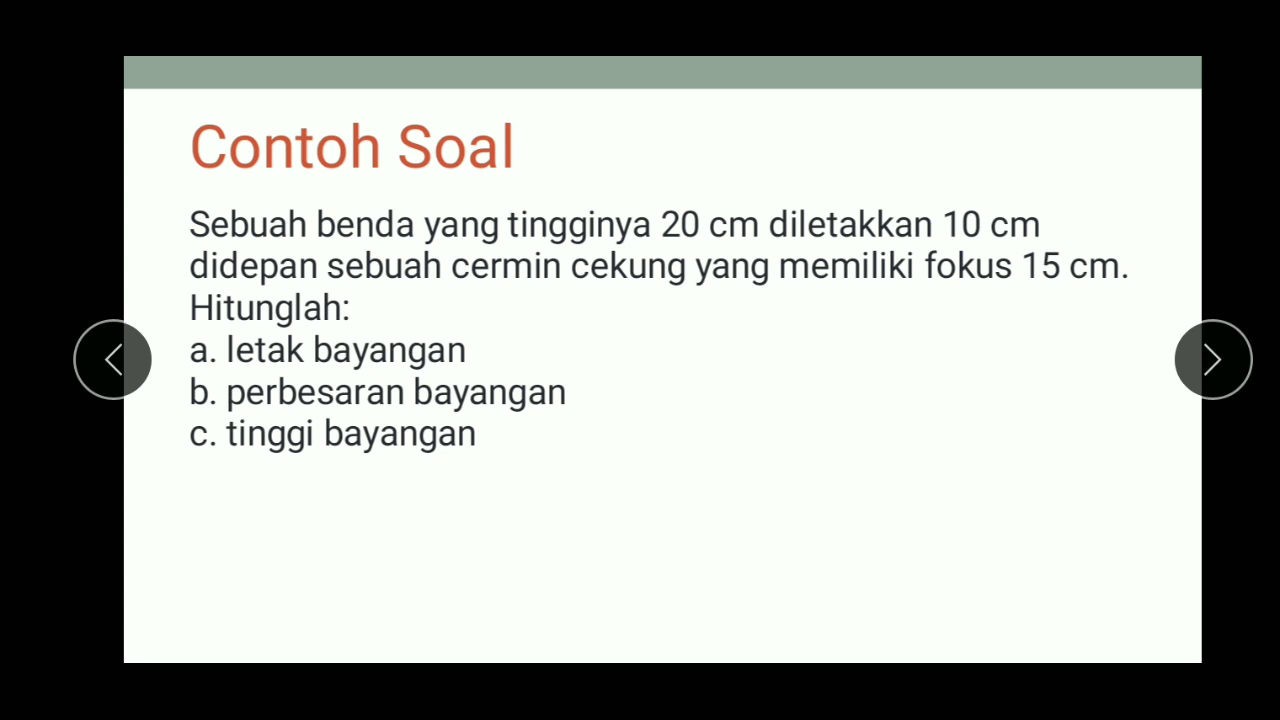 Contoh Soal
Sebuah benda yang tingginya 20 cm diletakkan 10 cm
didepan sebuah cermin cekung yang memiliki fokus 15 cm.
Hitunglah:
a. letak bayangan
b. perbesaran bayangan
c. tinggi bayangan